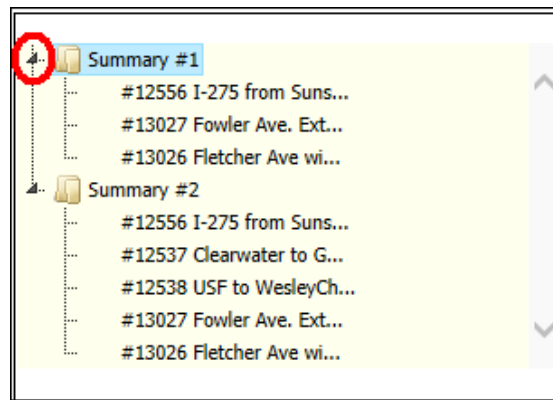 Summary #1
#12556 I-275 from Suns...
#13027 Fowler Ave. Ext...
#13026 Fletcher Ave wi...
Summary #2
#12556 I-275 from Suns...
#12537 Clearwater to G...
#12538 USF to WesleyCh...
#13027 Fowler Ave. Ext...
#13026 Fletcher Ave wi...